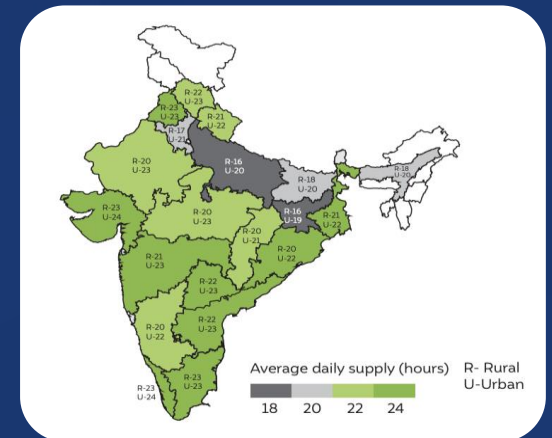 R-22
U-23
R-23
U-23
R-21
U-22
R-17
U-21
R-20
U-23
R-16
U-20
R-18
U-20
R-18
U-20
R-23
U-24
R-20
U-23
R-16
U-19
R-21
U-22
R-20
U-21
R-20
U-22
R-21
U-23
R-22
U-23
R-22
U-23
R-20
U-22
R-23
U-24
R-23
U-23
Average daily supply (hours)
18 20 22 24
R- Rural
U-Urban